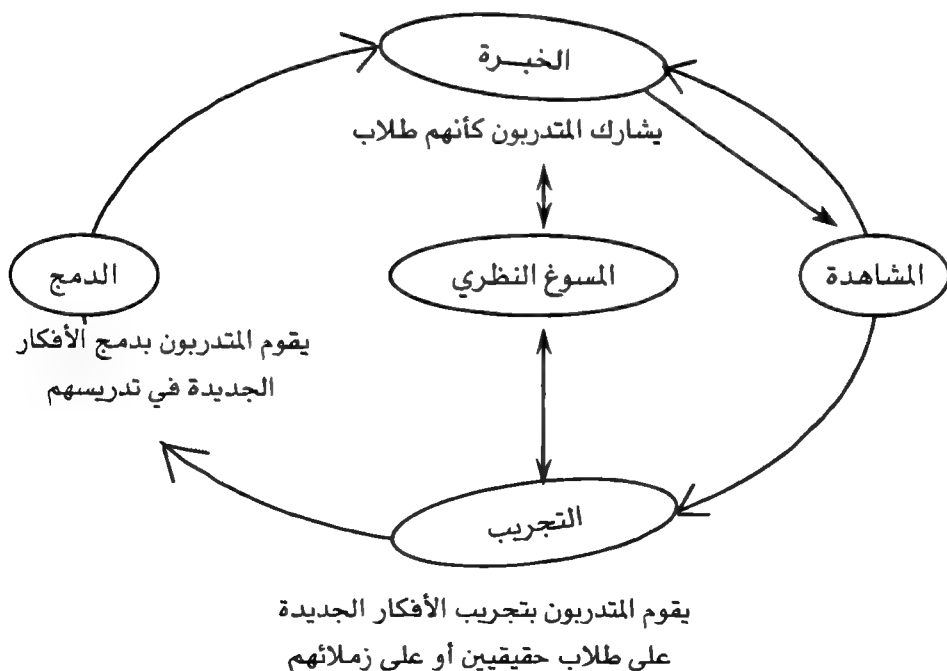 الخبــرة
يشارك المتدربون كأنهم طلاب
المشاهدة
المسوغ النظري
الدمج
يقوم المتدربون بدمج الأفكار
الجديدة في تدريسهم
التجريب
يقوم المتدربون بتجريب الأفكار الجديدة
على طلاب حقيقيين أو على زملائهم